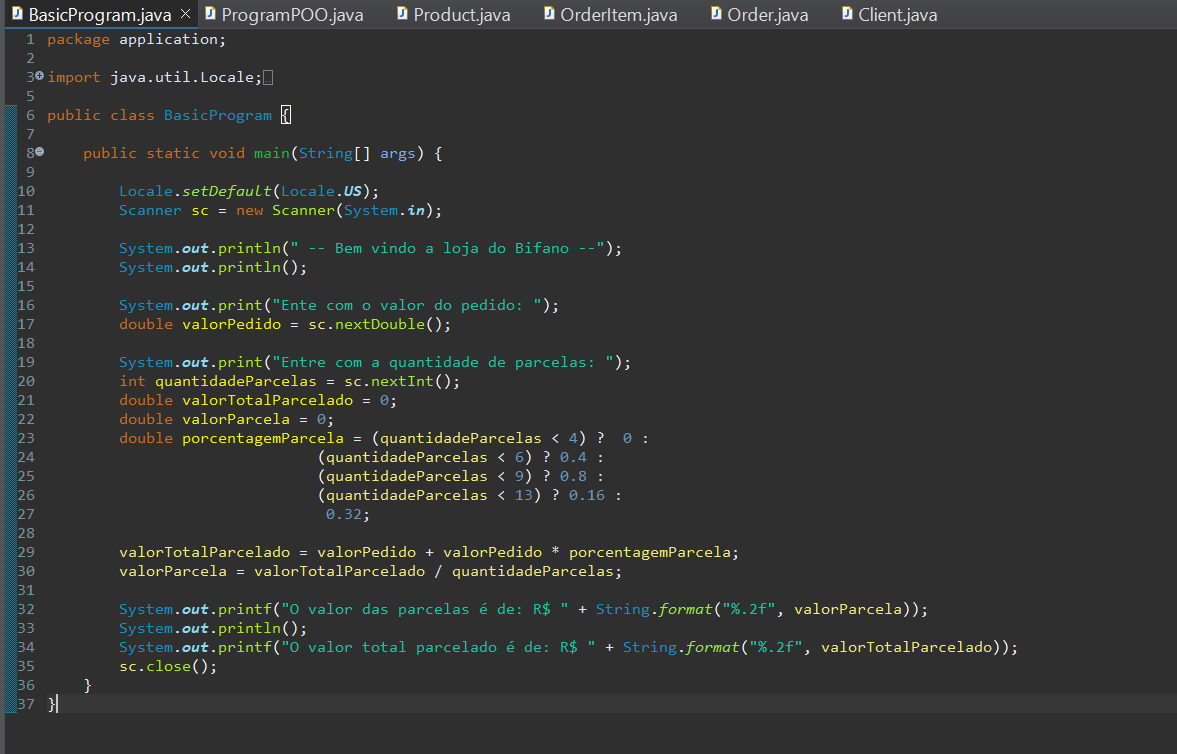 BasicProgram.java ProgramPOO.java Product.java OrderItem.java Order.java Client.java
1 package application;
2
3 import java.util.Locale;
5
6 public class BasicProgram {
7
8 public static void main(String[] args) {
9
10 Locale.setDefault(Locale.US);
11 Scanner sc = new Scanner(System.in);
12
13 System.out.println(" -- Bem vindo a loja do Bifano --");
14 System.out.println();
15
16 System.out.print("Ente com o valor do pedido: ");
17 double valorPedido = sc.nextDouble();
18
19 System.out.print("Entre com a quantidade de parcelas: ");
20 int quantidadeParcelas = sc.nextInt();
21 double valorTotalParcelado = 0;
22 double valorParcela = 0;
23 double porcentagemParcela = (quantidadeParcelas < 4) ?  0 :
24 (quantidadeParcelas < 6) ? 0.4 :
25 (quantidadeParcelas < 9) ? 0.8 :
26 (quantidadeParcelas < 13) ? 0.16 :
27 0.32;
28
29 valorTotalParcelado = valorPedido + valorPedido * porcentagemParcela;
30 valorParcela = valorTotalParcelado / quantidadeParcelas;
31
32 System.out.printf("O valor das parcelas é de: R$ " + String.format("%.2f", valorParcela));
33 System.out.println();
34 System.out.printf("O valor total parcelado é de: R$ " + String.format("%.2f", valorTotalParcelado));
35 sc.close();
36 }
37 }